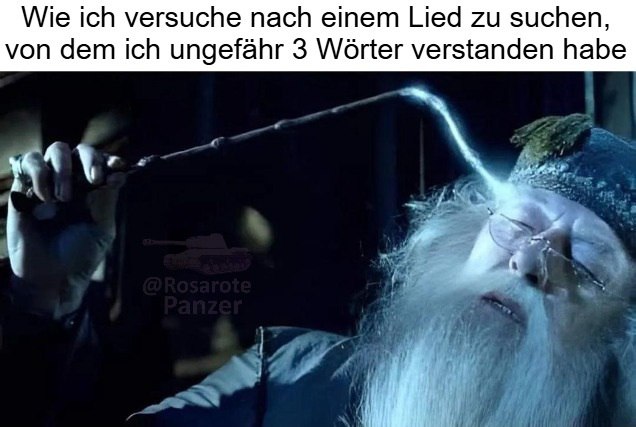 Wie ich versuche nach einem Lied zu suchen,
von dem ich ungefähr 3 Wörter verstanden habe
@Rosarote
Panzer